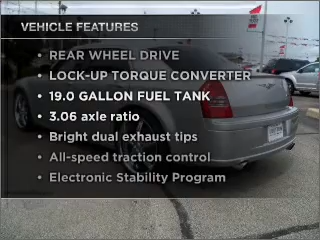 VEHICLE FEATURES
• REAR WHEEL DRIVE
• LOCK-UP TORQUE CONVERTER
• 19.0 GALLON FUEL TANK
• 3.06 axle ratio
• Bright dual exhaust tips
• All-speed traction control
• Electronic Stability Program